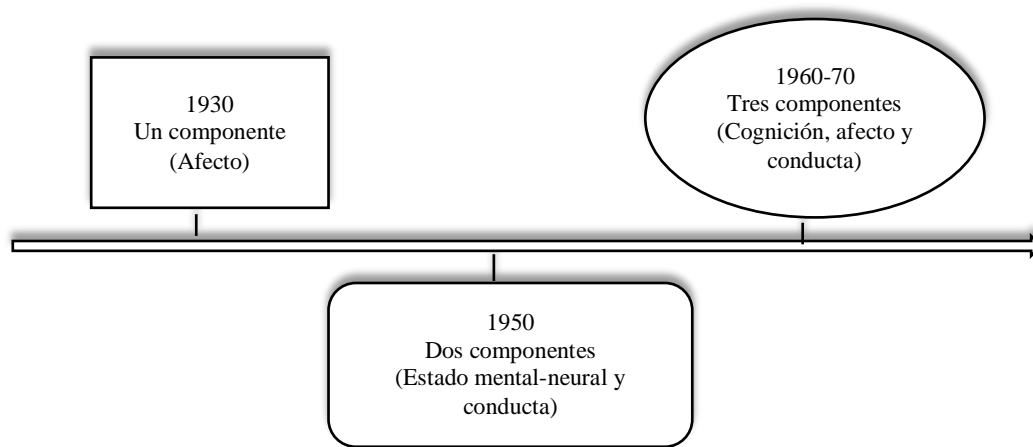 1930
Un componente
(Afecto)
1960-70
Tres componentes
(Cognición, afecto y
conducta)
1950
Dos componentes
(Estado mental-neural y
conducta)